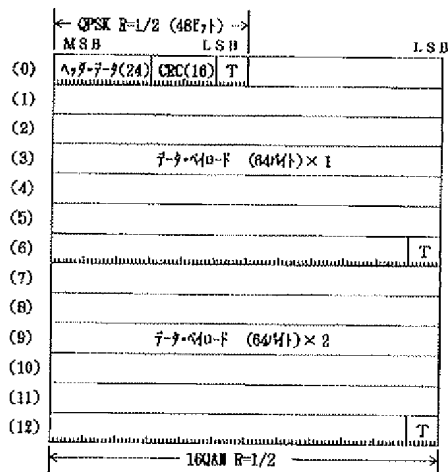 QPSK R=1/2 (48ビット)
MSB LSB LSB
(0) ヘッダ・データ(24) CRC(16) T
(1)
(2)
(3) データ・ペイロード (64バイト)×1
(4)
(5)
(6) T
(7)
(8)
(9) データ・ペイロード (64バイト)×2
(10)
(11)
(12) T
16QAM R=1/2